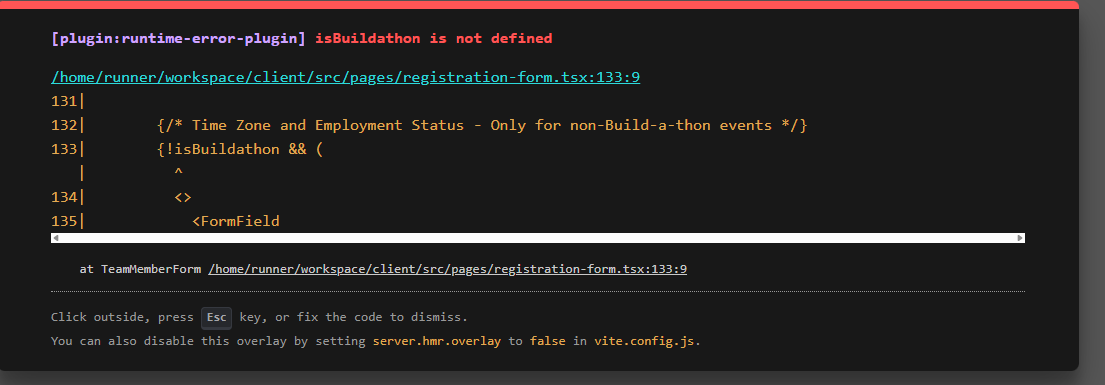 [plugin:runtime-error-plugin] isBuildathon is not defined
/home/runner/workspace/client/src/pages/registration-form.tsx:133:9
131|
132|        {/* Time Zone and Employment Status - Only for non-Build-a-thon events */}
133|        {!isBuildathon && (
   |          ^
134|          <>
135|            <FormField
at TeamMemberForm /home/runner/workspace/client/src/pages/registration-form.tsx:133:9
Click outside, press Esc key, or fix the code to dismiss.
You can also disable this overlay by setting server.hmr.overlay to false in vite.config.js.